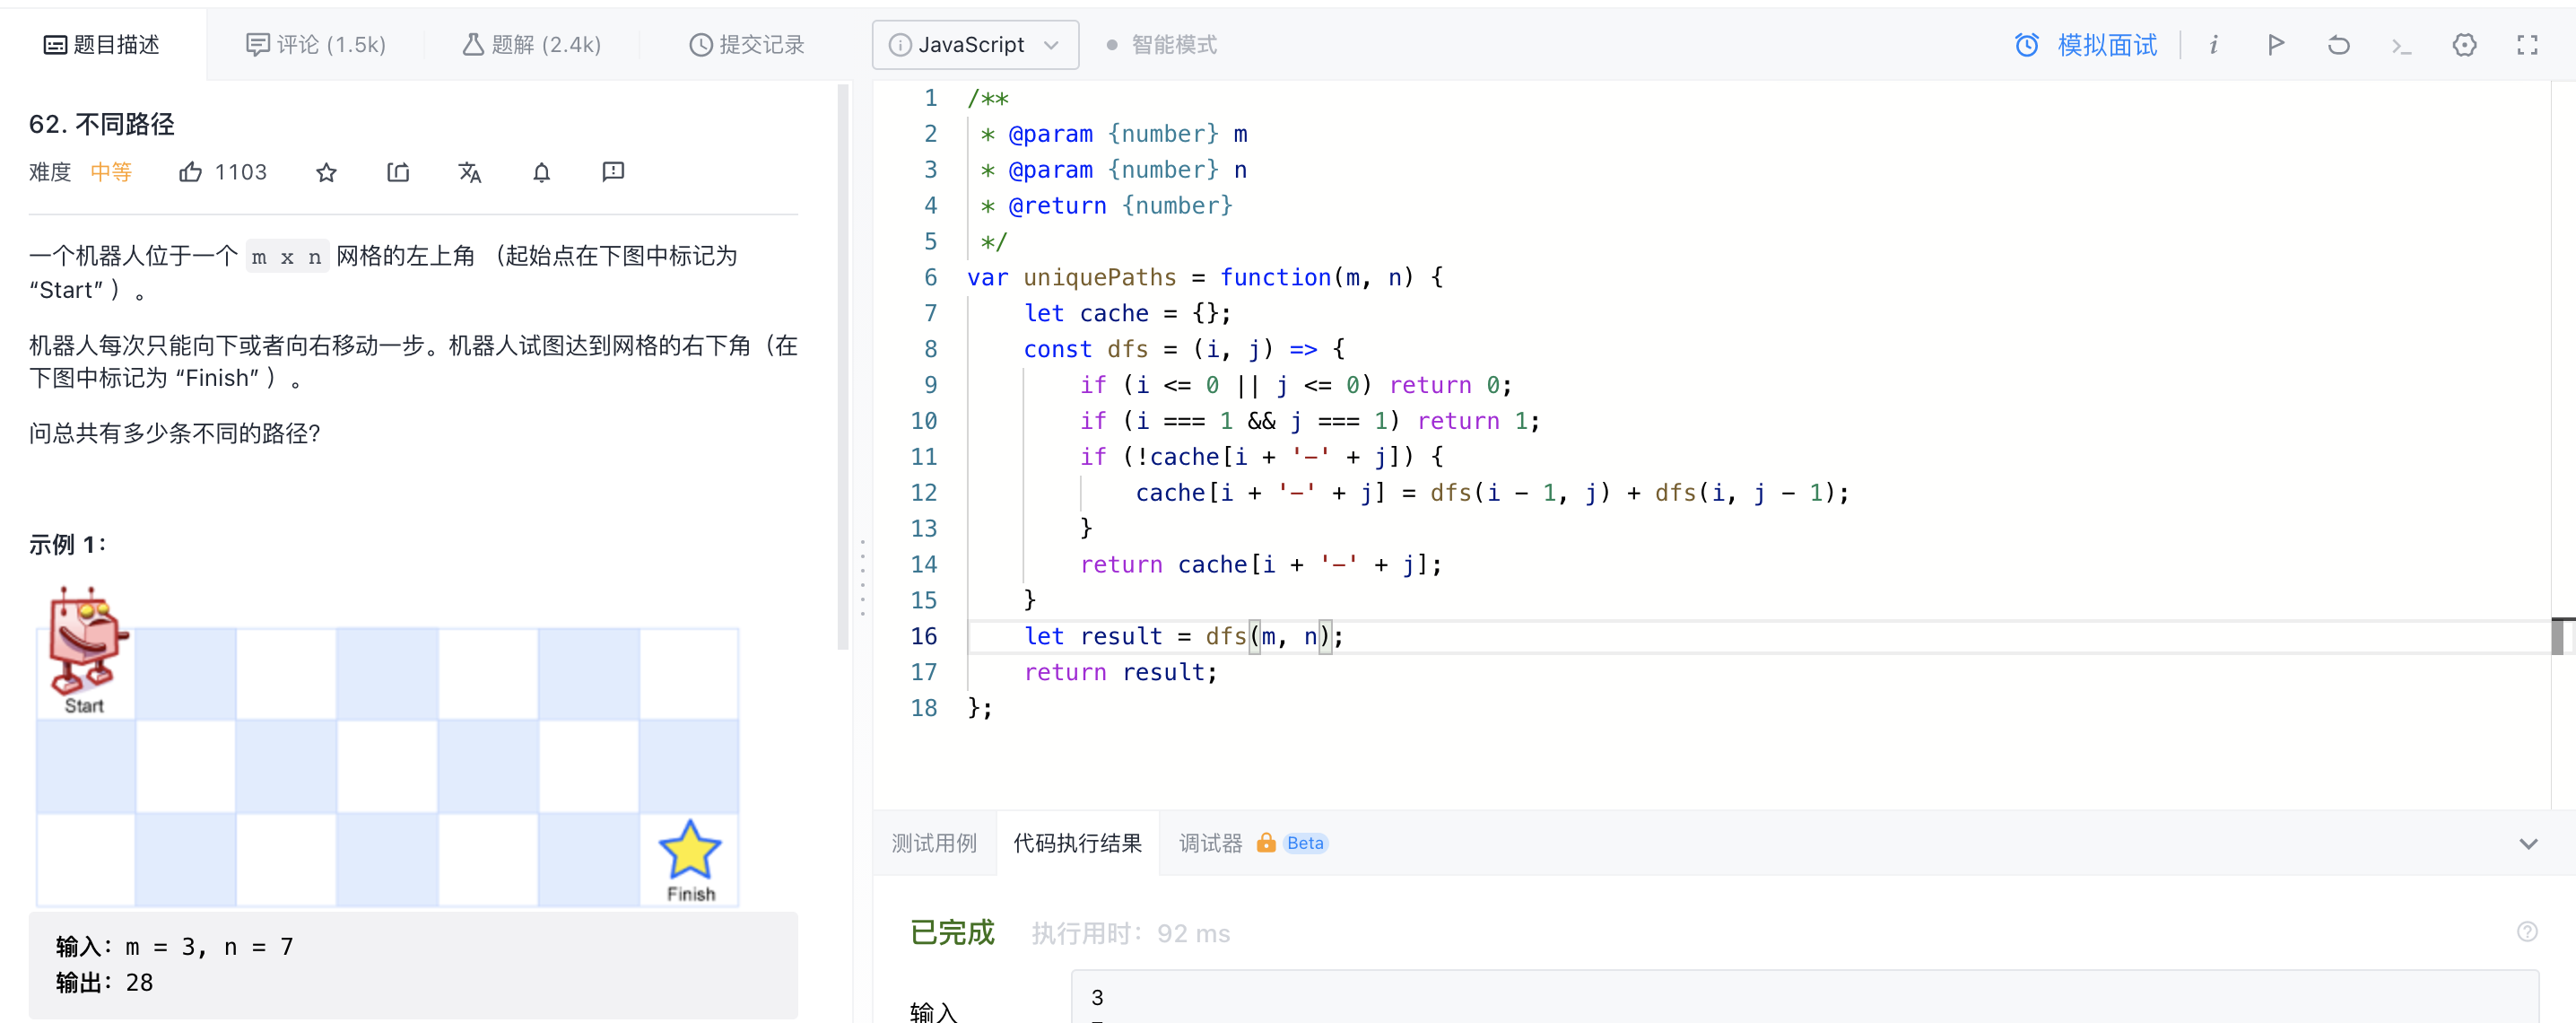 题目描述
评论 (1.5k)
题解 (2.4k)
提交记录
62. 不同路径
难度 中等 1103
一个机器人位于一个 m x n 网格的左上角 （起始点在下图中标记为
“Start” ）。
机器人每次只能向下或者向右移动一步。机器人试图达到网格的右下角（在
下图中标记为 “Finish” ）。
问总共有多少条不同的路径?
示例 1：
Start
Finish
输入：m = 3, n = 7
输出：28
JavaScript
智能模式
模拟面试
1 /**
2  * @param {number} m
3  * @param {number} n
4  * @return {number}
5  */
6 var uniquePaths = function(m, n) {
7     let cache = {};
8     const dfs = (i, j) => {
9         if (i <= 0 || j <= 0) return 0;
10         if (i === 1 && j === 1) return 1;
11         if (!cache[i + '-' + j]) {
12             cache[i + '-' + j] = dfs(i - 1, j) + dfs(i, j - 1);
13         }
14         return cache[i + '-' + j];
15     }
16     let result = dfs(m, n);
17     return result;
18 };
测试用例
代码执行结果
调试器 Beta
已完成 执行用时：92 ms
输入
3